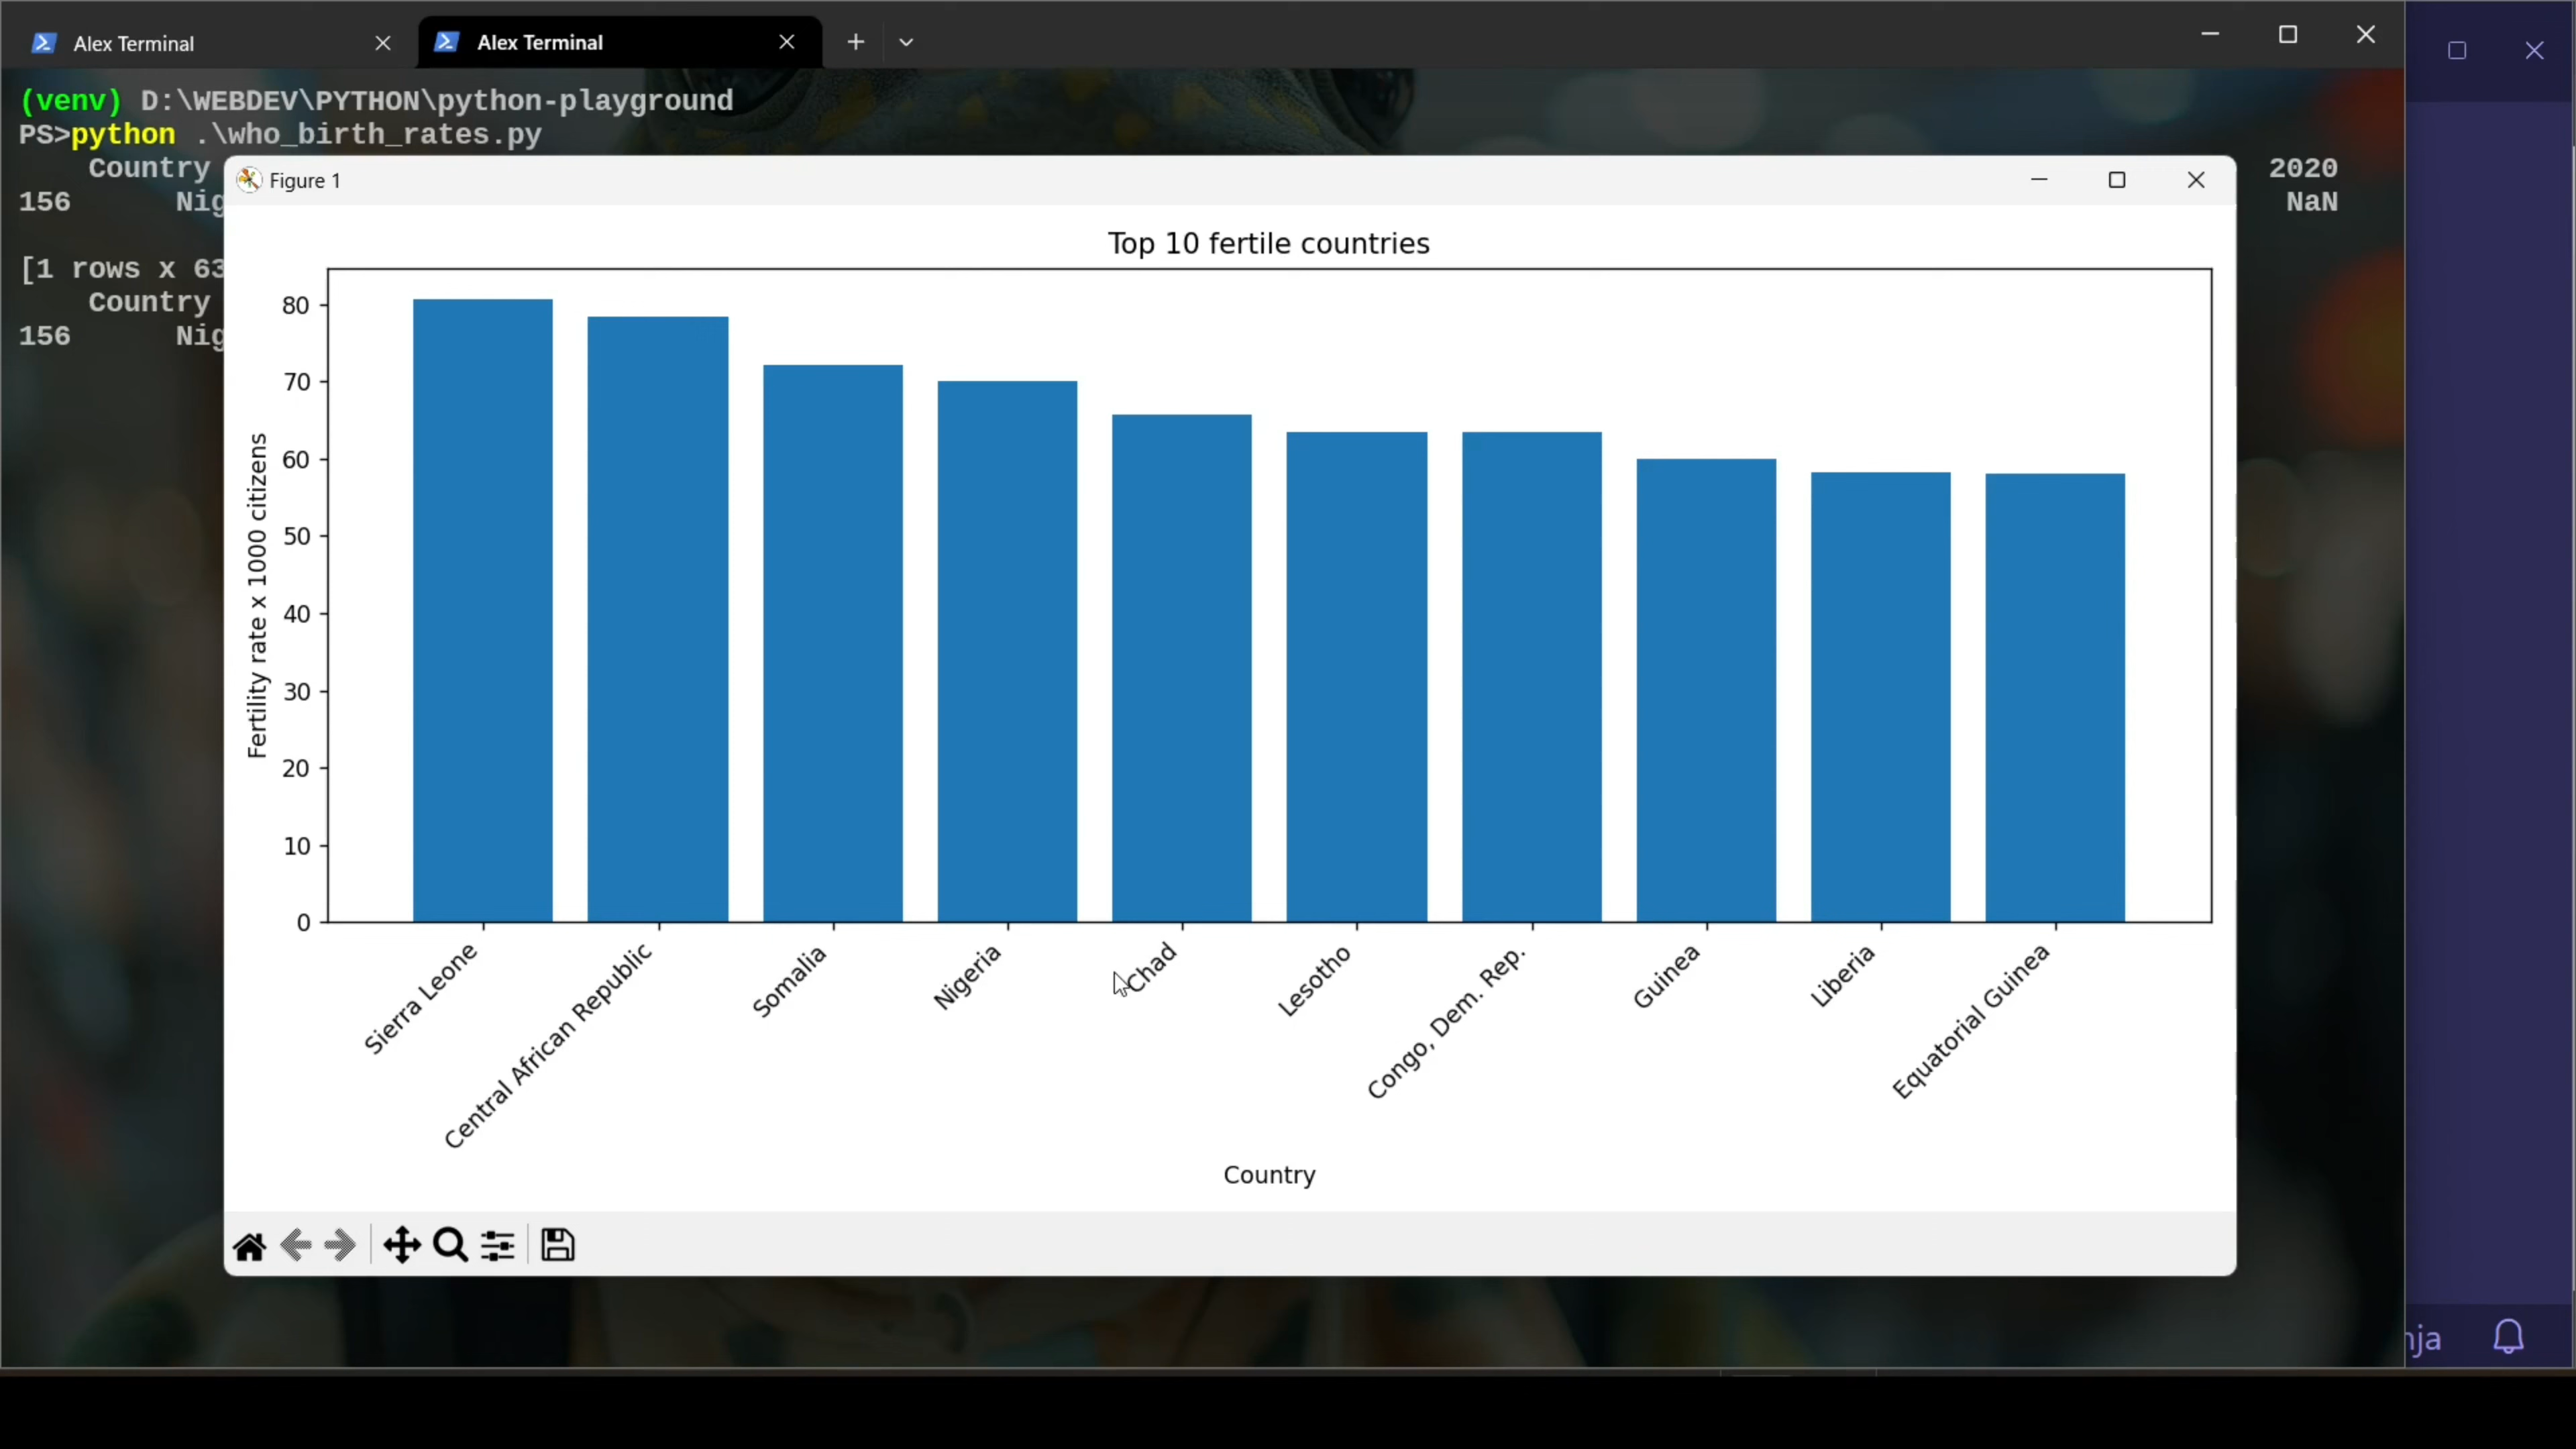 Alex Terminal
Alex Terminal
(venv) D:\WEBDEV\PYTHON\python-playground
PS>python .\who_birth_rates.py
Country
2020
156 Nig
NaN
[1 rows x 63
Country
156 Nig
Figure 1
Top 10 fertile countries
Fertility rate x 1000 citizens
80
70
60
50
40
30
20
10
0
Sierra Leone
Central African Republic
Somalia
Nigeria
Chad
Lesotho
Congo, Dem. Rep.
Guinea
Liberia
Equatorial Guinea
Country
nja